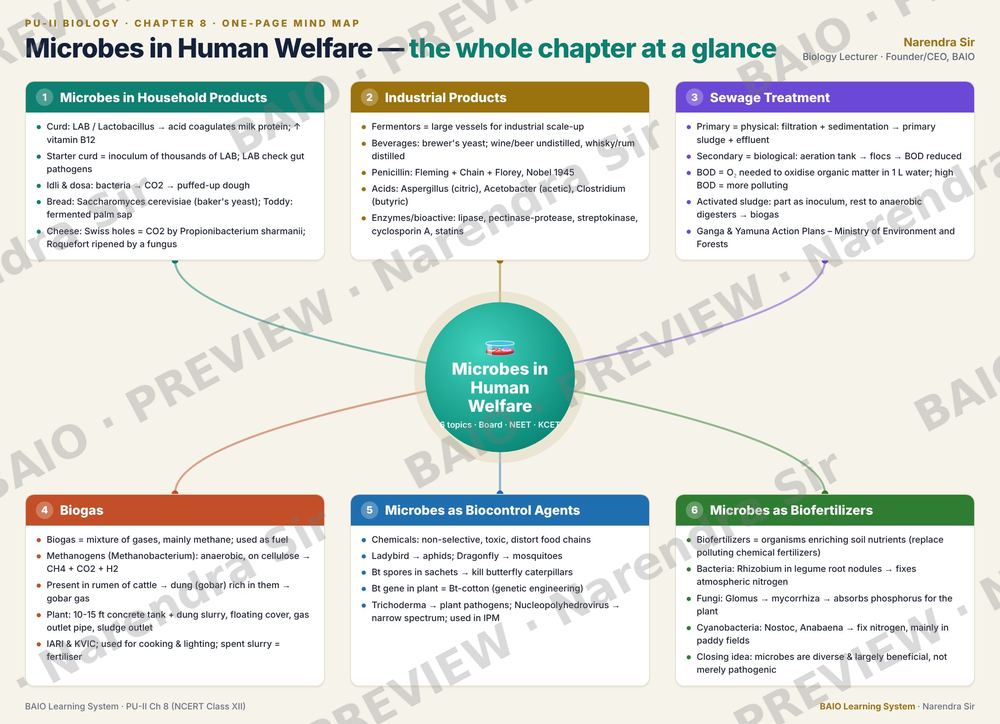 PU-II BIOLOGY · CHAPTER 8 · ONE-PAGE MIND MAP
Microbes in Human Welfare — the whole chapter at a glance
Narendra Sir
Biology Lecturer · Founder/CEO, BAIO
1 Microbes in Household Products
• Curd: LAB / Lactobacillus → acid coagulates milk protein; ↑
vitamin B12
• Starter curd = inoculum of thousands of LAB; LAB check gut
pathogens
• Idli & dosa: bacteria → CO2 → puffed-up dough
• Bread: Saccharomyces cerevisiae (baker's yeast); Toddy:
fermented palm sap
• Cheese: Swiss holes = CO2 by Propionibacterium sharmanii;
Roquefort ripened by a fungus
2 Industrial Products
• Fermentors = large vessels for industrial scale-up
• Beverages: brewer's yeast; wine/beer undistilled, whisky/rum
distilled
• Penicillin: Fleming + Chain + Florey, Nobel 1945
• Acids: Aspergillus (citric), Acetobacter (acetic), Clostridium
(butyric)
• Enzymes/bioactive: lipase, pectinase-protease, streptokinase,
cyclosporin A, statins
3 Sewage Treatment
• Primary = physical: filtration + sedimentation → primary
sludge + effluent
• Secondary = biological: aeration tank → flocs → BOD reduced
• BOD = O₂ needed to oxidise organic matter in 1 L water; high
BOD = more polluting
• Activated sludge: part as inoculum, rest to anaerobic
digesters → biogas
• Ganga & Yamuna Action Plans – Ministry of Environment and
Forests
Microbes in
Human
Welfare
6 topics · Board · NEET · KCET
4 Biogas
• Biogas = mixture of gases, mainly methane; used as fuel
• Methanogens (Methanobacterium): anaerobic, on cellulose →
CH4 + CO2 + H2
• Present in rumen of cattle → dung (gobar) rich in them →
gobar gas
• Plant: 10-15 ft concrete tank + dung slurry, floating cover, gas
outlet pipe, sludge outlet
• IARI & KVIC; used for cooking & lighting; spent slurry =
fertiliser
5 Microbes as Biocontrol Agents
• Chemicals: non-selective, toxic, distort food chains
• Ladybird → aphids; Dragonfly → mosquitoes
• Bt spores in sachets → kill butterfly caterpillars
• Bt gene in plant = Bt-cotton (genetic engineering)
• Trichoderma → plant pathogens; Nucleopolyhedrovirus →
narrow spectrum; used in IPM
6 Microbes as Biofertilizers
• Biofertilizers = organisms enriching soil nutrients (replace
polluting chemical fertilizers)
• Bacteria: Rhizobium in legume root nodules → fixes
atmospheric nitrogen
• Fungi: Glomus → mycorrhiza → absorbs phosphorus for the
plant
• Cyanobacteria: Nostoc, Anabaena → fix nitrogen, mainly in
paddy fields
• Closing idea: microbes are diverse & largely beneficial, not
merely pathogenic
BAIO Learning System · PU-II Ch 8 (NCERT Class XII)
BAIO Learning System · Narendra Sir
BAIO · PREVIEW · Narendra Sir